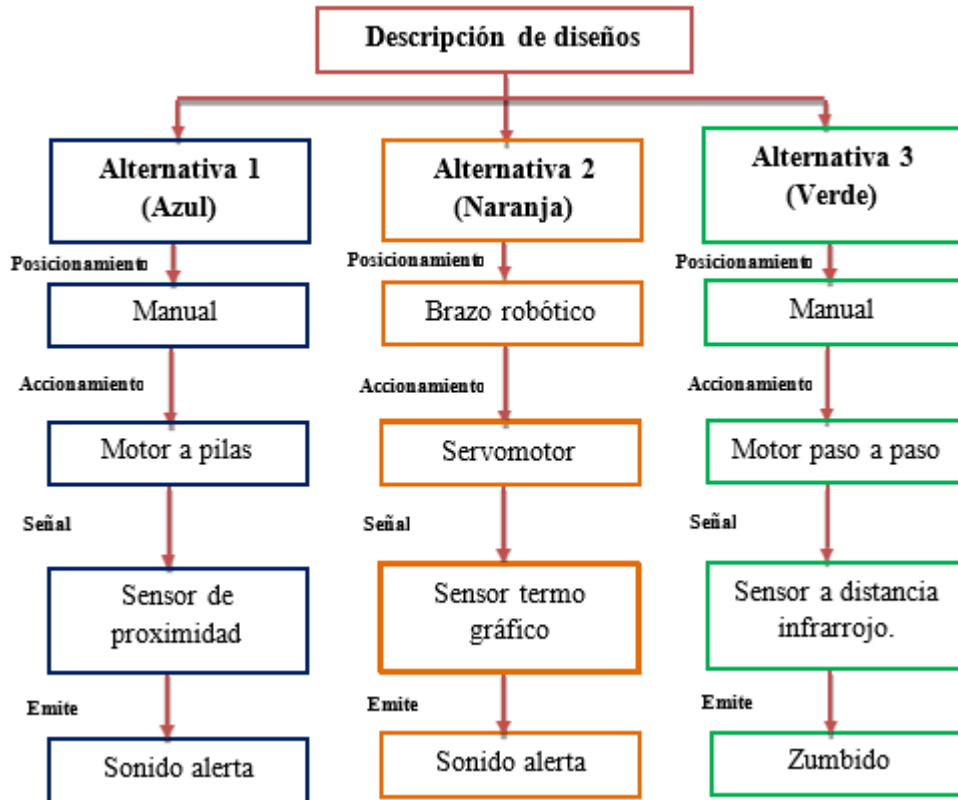 Descripción de diseños
Alternativa 1
(Azul)
Posicionamiento
Manual
Accionamiento
Motor a pilas
Señal
Sensor de
proximidad
Emite
Sonido alerta
Alternativa 2
(Naranja)
Posicionamiento
Brazo robótico
Accionamiento
Servomotor
Señal
Sensor termo
gráfico
Emite
Sonido alerta
Alternativa 3
(Verde)
Posicionamiento
Manual
Accionamiento
Motor paso a paso
Señal
Sensor a distancia
infrarrojo.
Emite
Zumbido